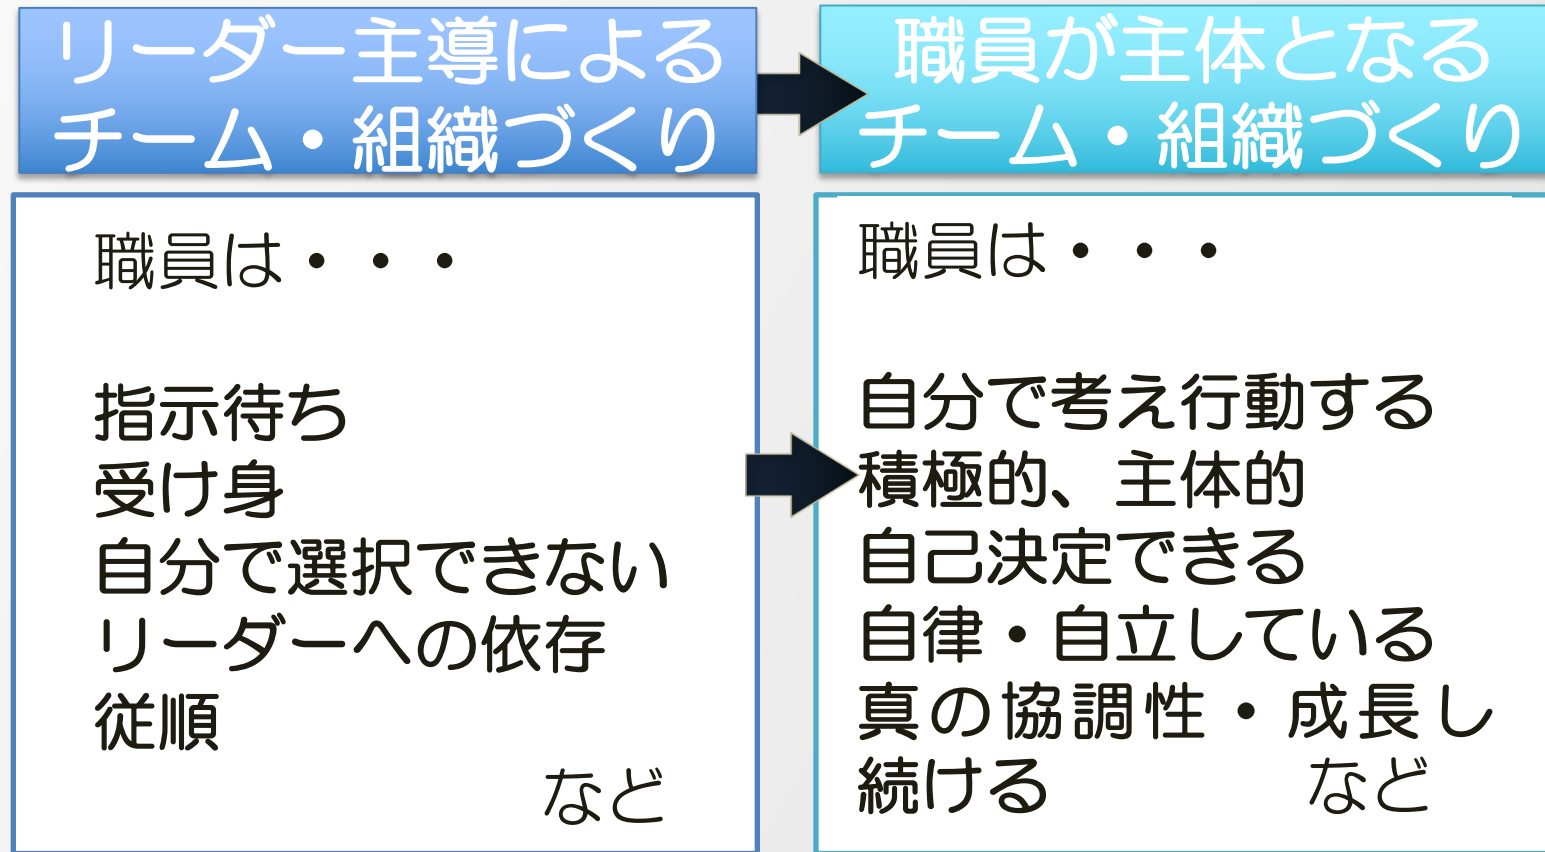 リーダー主導による
チーム・組織づくり
職員が主体となる
チーム・組織づくり
職員は・・・
指示待ち
受け身
自分で選択できない
リーダーへの依存
従順
など
職員は・・・
自分で考え行動する
積極的、主体的
自己決定できる
自律・自立している
真の協調性・成長し
続ける　　　　など